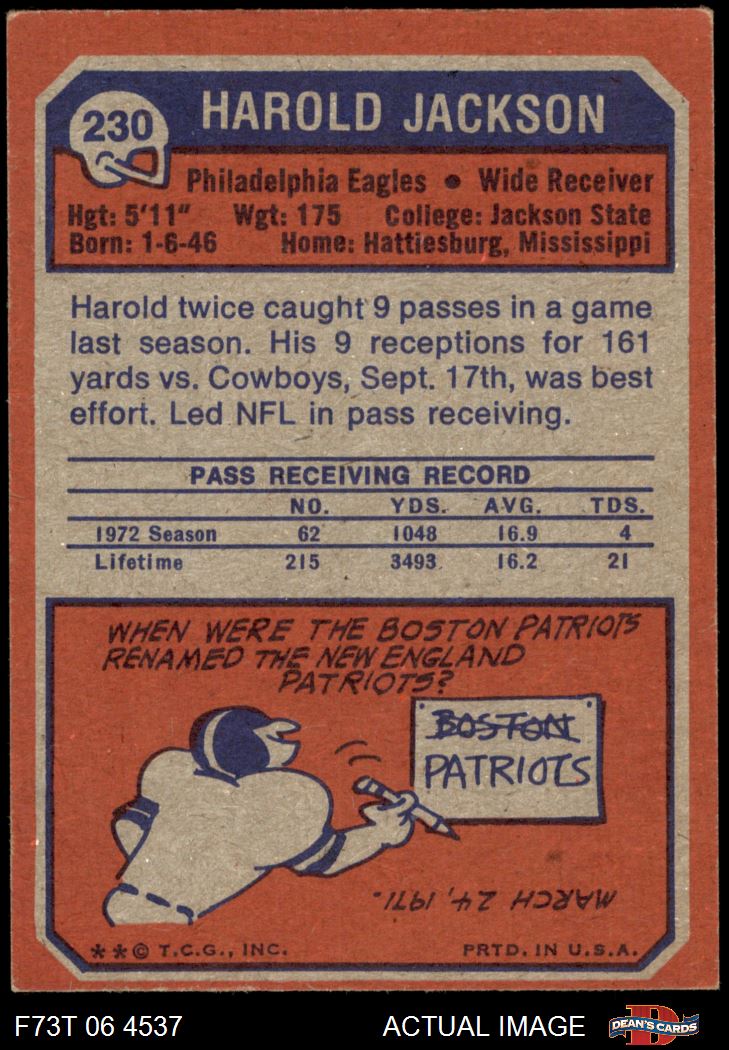 230
HAROLD JACKSON
Philadelphia Eagles • Wide Receiver
Hgt: 5'11" Wgt: 175 College: Jackson State
Born: 1-6-46 Home: Hattiesburg, Mississippi
Harold twice caught 9 passes in a game
last season. His 9 receptions for 161
yards vs. Cowboys, Sept. 17th, was best
effort. Led NFL in pass receiving.
PASS RECEIVING RECORD
NO. YDS. AVG. TDS.
1972 Season 62 1048 16.9 4
Lifetime 215 3493 16.2 21
WHEN WERE THE BOSTON PATRIOTS
RENAMED THE NEW ENGLAND
PATRIOTS?
BOSTON
PATRIOTS
MARCH 24, 1971.
**© T.C.G., INC. PRTD. IN U.S.A.
F73T 06 4537 ACTUAL IMAGE D DEAN'S CARDS